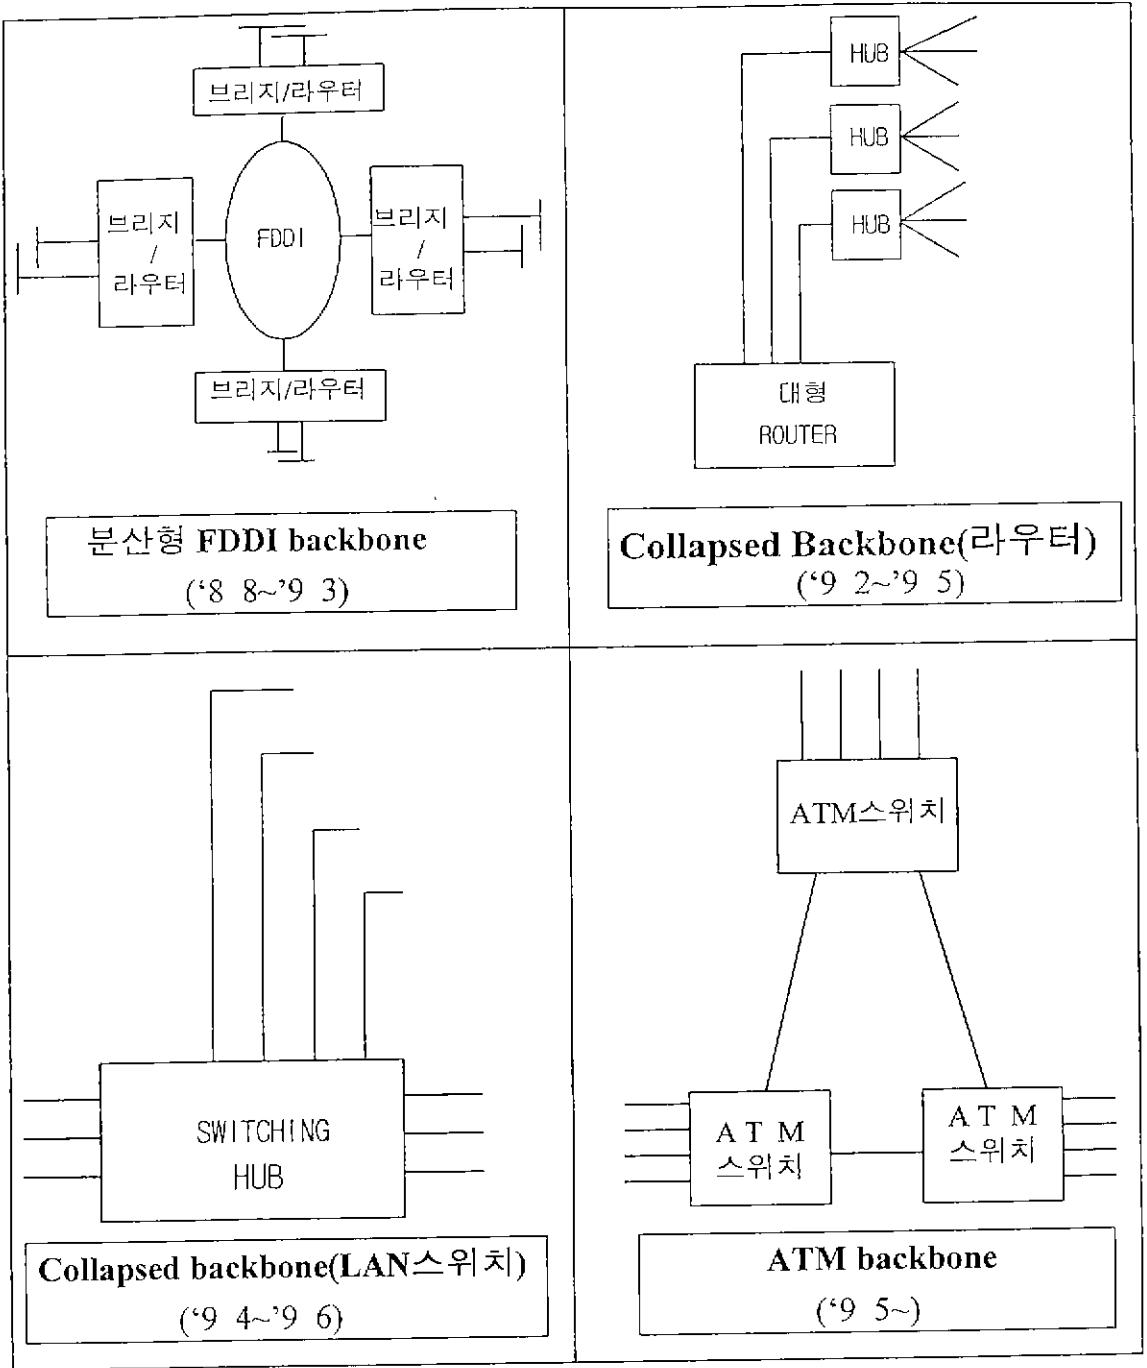 브리지/라우터
브리지
/
라우터
FDDI
브리지
/
라우터
브리지/라우터
분산형 FDDI backbone
(‘8 8~’9 3)
HUB
HUB
HUB
대형
ROUTER
Collapsed Backbone(라우터)
(‘9 2~’9 5)
SWITCHING
HUB
Collapsed backbone(LAN스위치)
(‘9 4~’9 6)
ATM스위치
A T M
스위치
A T M
스위치
ATM backbone
(‘9 5~)